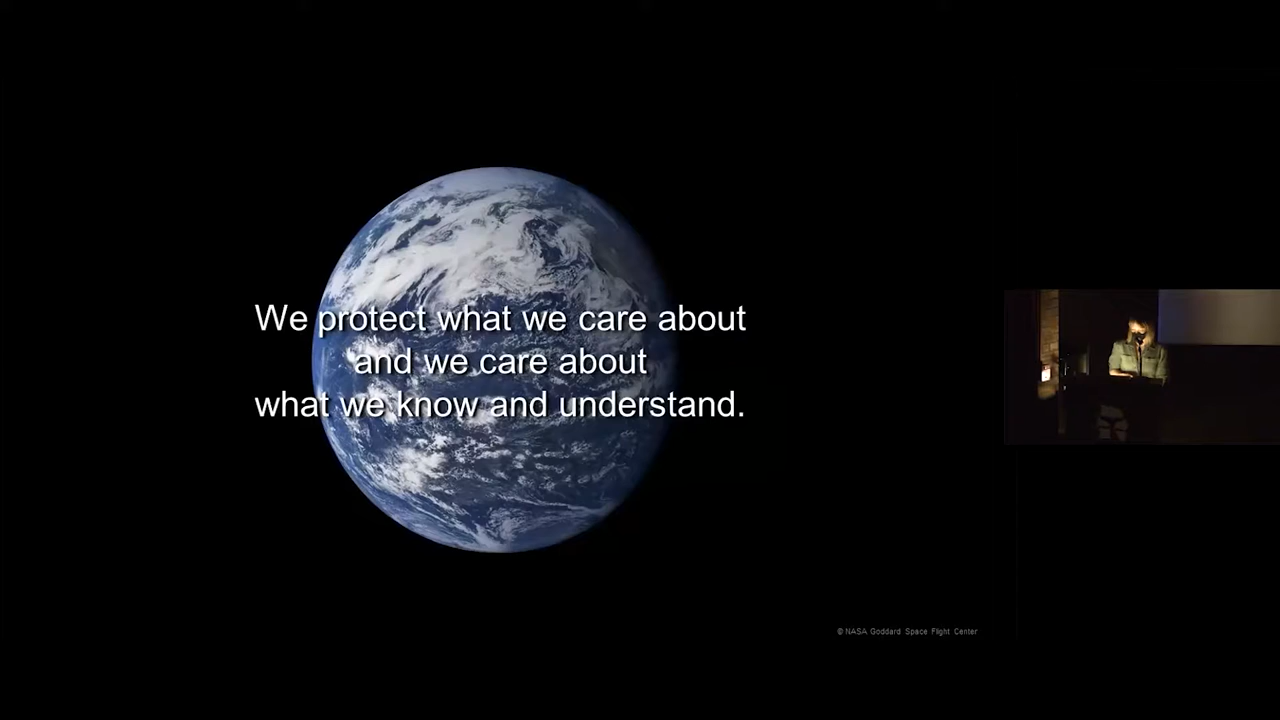 We protect what we care about
and we care about
what we know and understand.
© NASA Goddard Space Flight Center